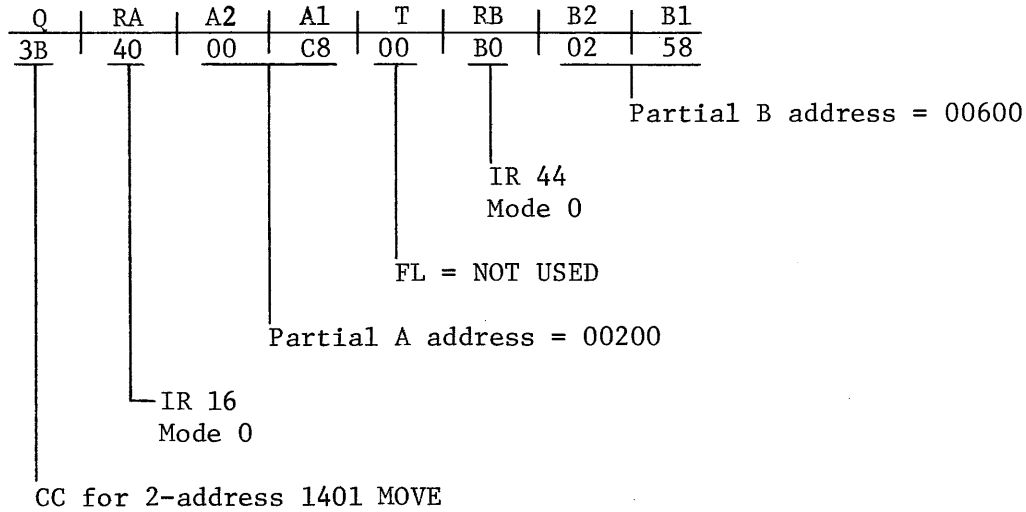 Q | RA | A2 | A1 | T | RB | B2 | B1
3B | 40 | 00 | C8 | 00 | B0 | 02 | 58
Partial B address = 00600
IR 44
Mode 0
FL = NOT USED
Partial A address = 00200
IR 16
Mode 0
CC for 2-address 1401 MOVE